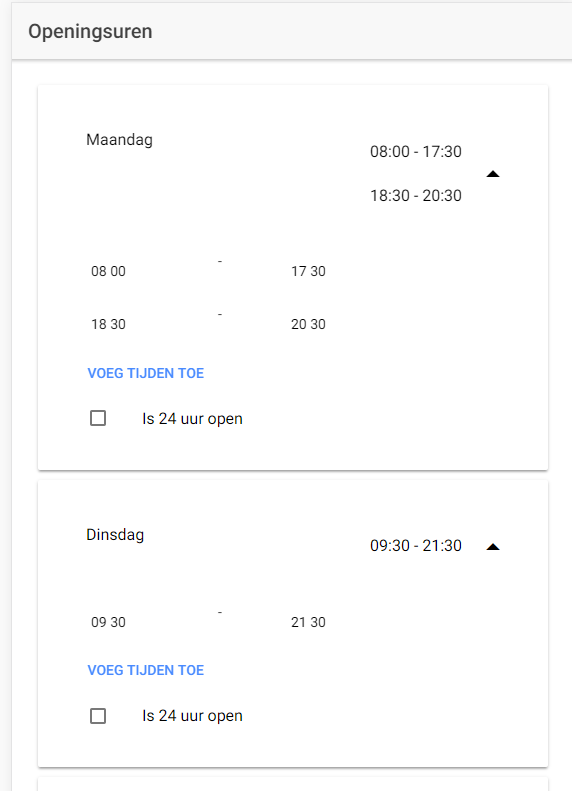 Openingsuren
Maandag
08:00 - 17:30
18:30 - 20:30
08 00 - 17 30
18 30 - 20 30
VOEG TIJDEN TOE
Is 24 uur open
Dinsdag 09:30 - 21:30
09 30 - 21 30
VOEG TIJDEN TOE
Is 24 uur open